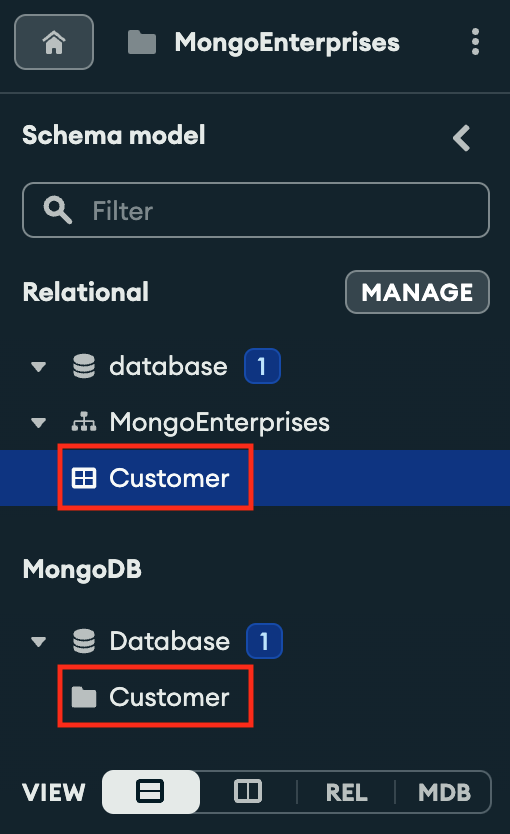 MongoEnterprises
Schema model
Filter
Relational MANAGE
database 1
MongoEnterprises
Customer
MongoDB
Database 1
Customer
VIEW REL MDB